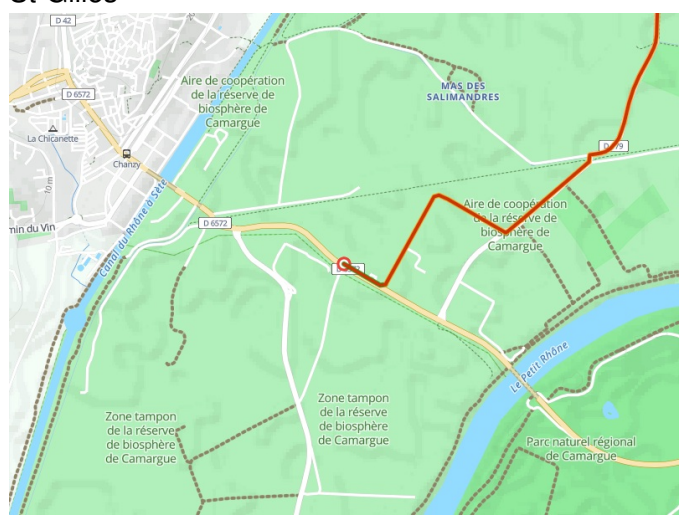 D 42
D 6572
La Chicanette
Chanzy
Aire de coopération
de la réserve de
biosphère de
Camargue
MAS DES
SALIMANDRES
Canal du Rhône à Sète
D 6572
min du Vin
10 m
Aire de coopération
de la réserve de
biosphère de
Camargue
Le Petit Rhône
Zone tampon
de la réserve
de biosphère
de Camargue
Zone tampon
de la réserve
de biosphère
de Camargue
Parc naturel régional
de Camargue